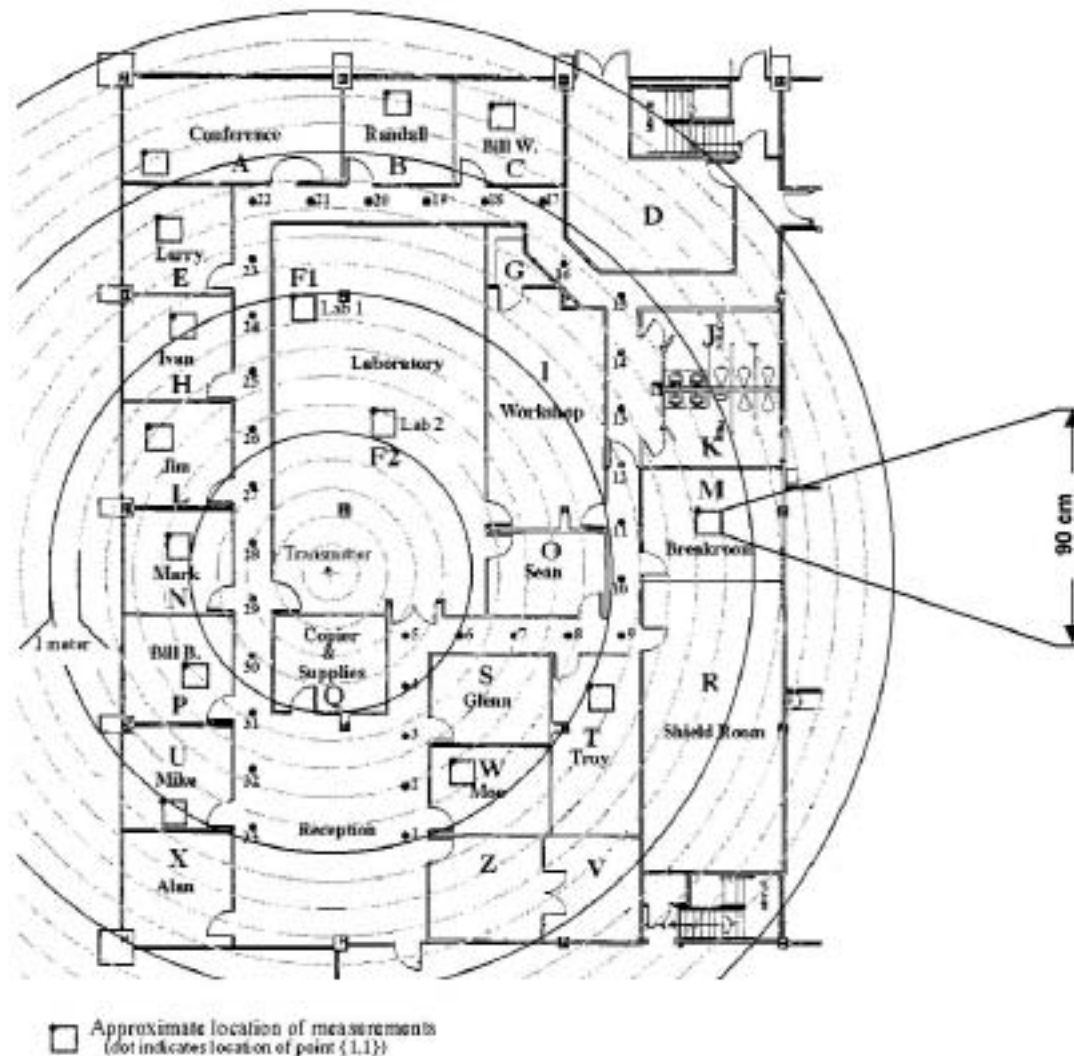 Conference
A
Randall
B
Bill W.
C
D
22
21
20
19
18
17
Larry
E
23
F1
Lab 1
G
16
15
24
Ivan
H
25
Laboratory
I
Workshop
J
14
13
Lab 2
F2
26
Jim
L
27
K
12
M
Breakroom
90 cm
11
Transmitter
28
Mark
N
29
O
Sean
10
1 meter
Bill B.
P
30
Copier
&
Supplies
Q
5
6
7
8
9
4
S
Glenn
R
Shield Room
31
3
T
Troy
U
Mike
32
W
Moe
2
Reception
1
X
Alan
Z
V
Approximate location of measurements
(dot indicates location of point {1,1})